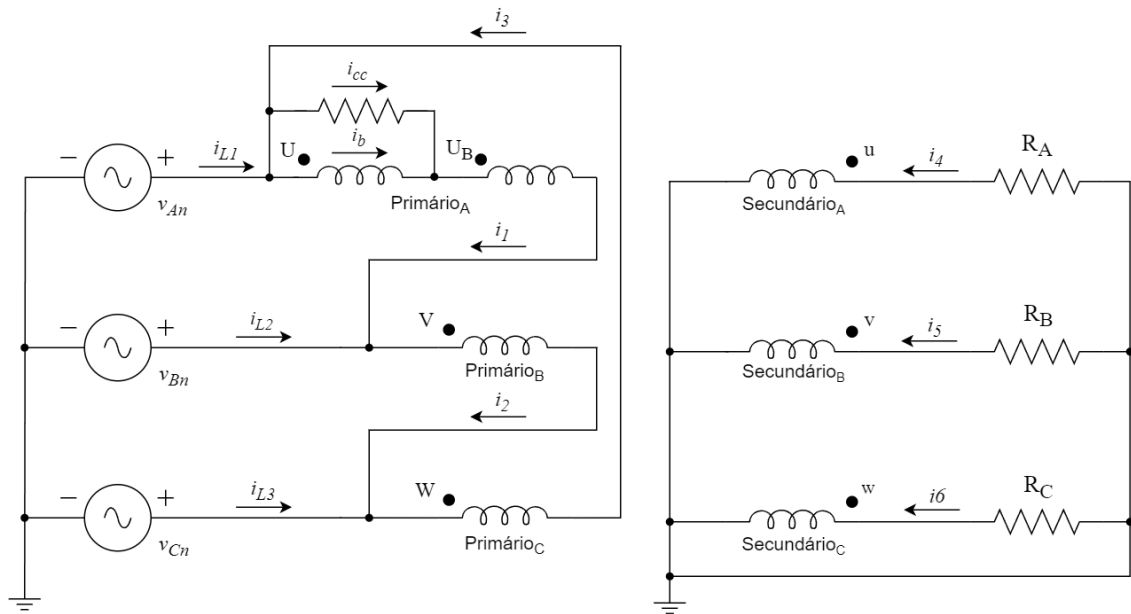 i3
icc
iL1
U
ib
UB
− +
vAn
PrimárioA
i1
− +
iL2
V
vBn
PrimárioB
i2
− +
iL3
W
vCn
PrimárioC
u
i4
RA
SecundárioA
v
i5
RB
SecundárioB
w
i6
RC
SecundárioC